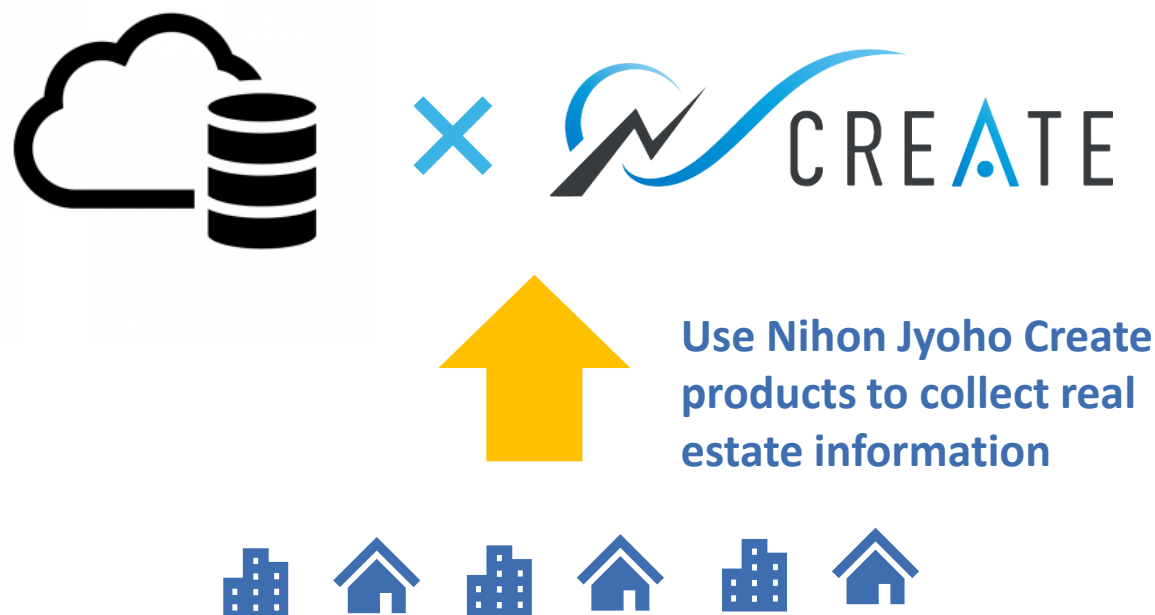 CREATE
Use Nihon Jyoho Create
products to collect real
estate information